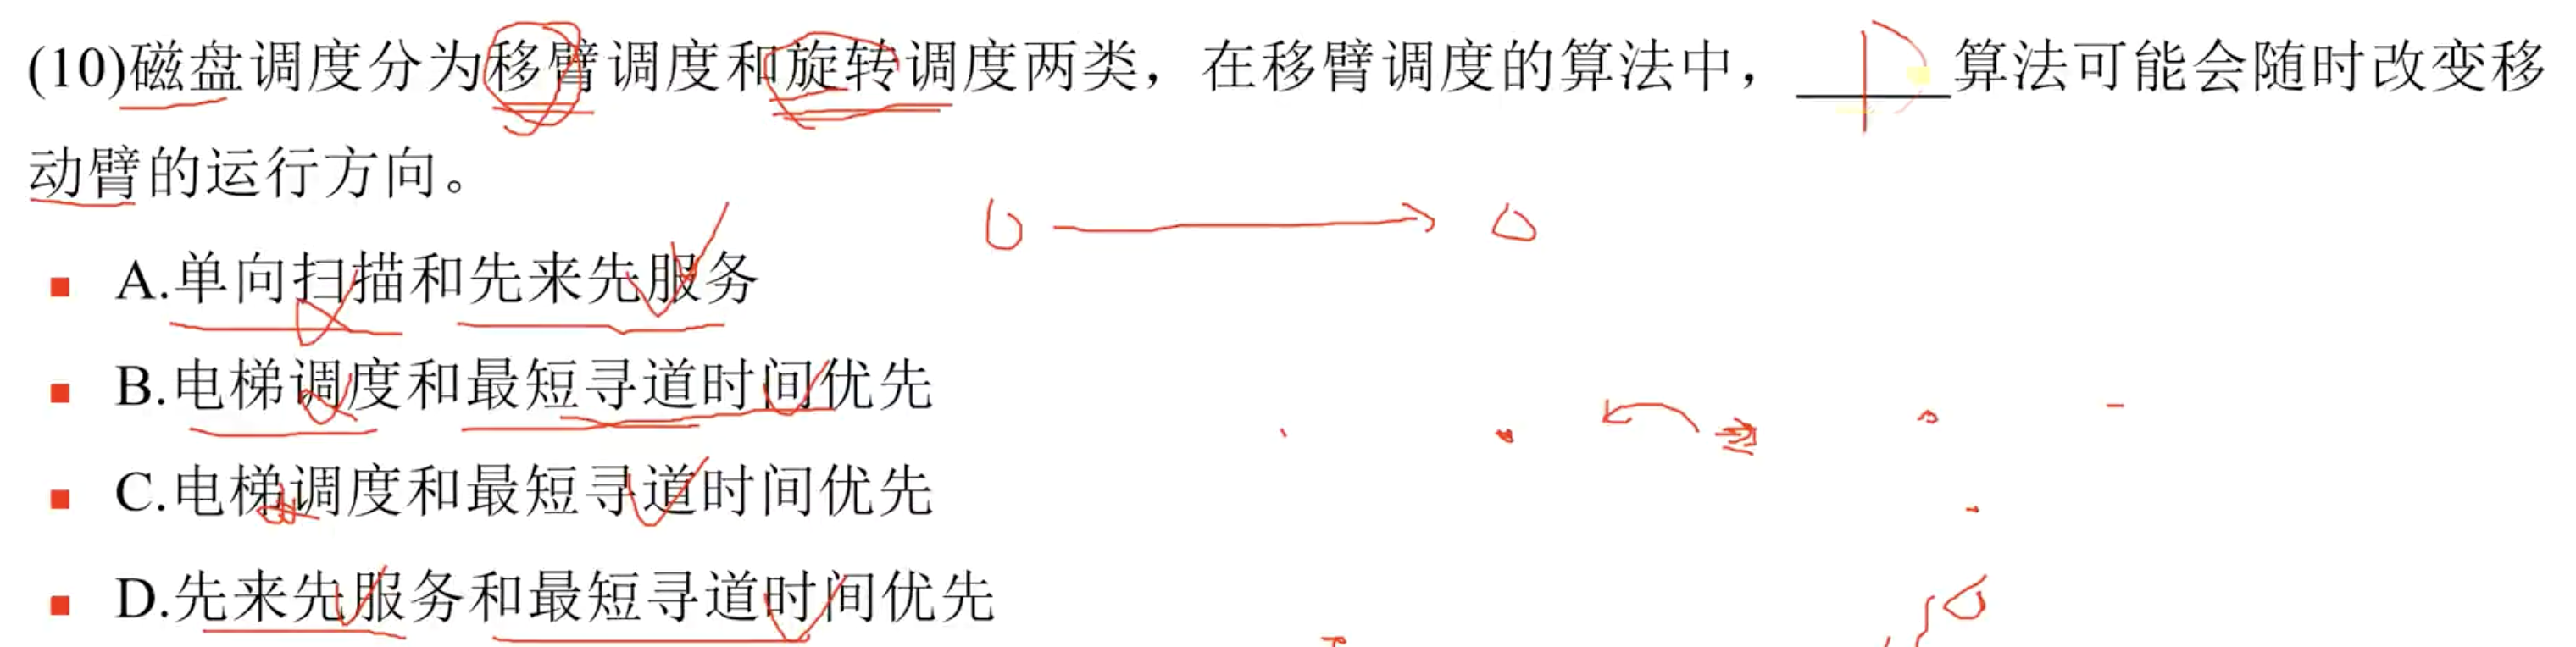 (10)磁盘调度分为移臂调度和旋转调度两类，在移臂调度的算法中，_____算法可能会随时改变移
动臂的运行方向。
A.单向扫描和先来先服务
B.电梯调度和最短寻道时间优先
C.电梯调度和最短寻道时间优先
D.先来先服务和最短寻道时间优先